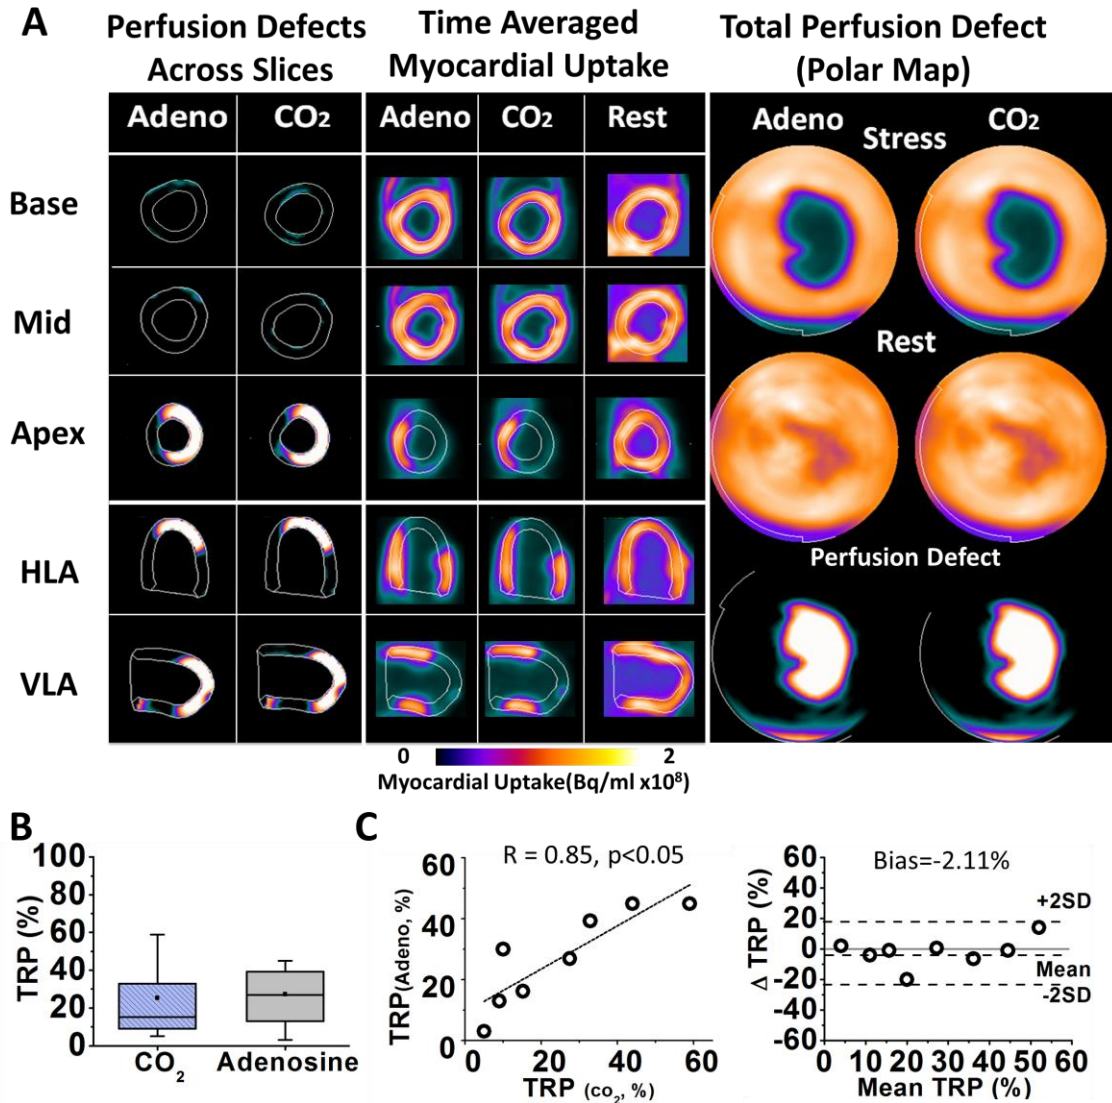 A
Perfusion Defects
Across Slices
Time Averaged
Myocardial Uptake
Total Perfusion Defect
(Polar Map)
Adeno CO₂
Adeno CO₂ Rest
Adeno CO₂
Stress
Base
Mid
Rest
Apex
HLA
Perfusion Defect
VLA
0 2
Myocardial Uptake(Bq/ml x10⁸)
B
TRP (%)
100
80
60
40
20
0
CO₂ Adenosine
C
R = 0.85, p<0.05
TRP(Adeno, %)
60
40
20
0
20 40 60
TRP (co₂, %)
Bias=-2.11%
Δ TRP (%)
60
40
20
0
-20
-40
-60
+2SD
Mean
-2SD
0 10 20 30 40 50 60
Mean TRP (%)